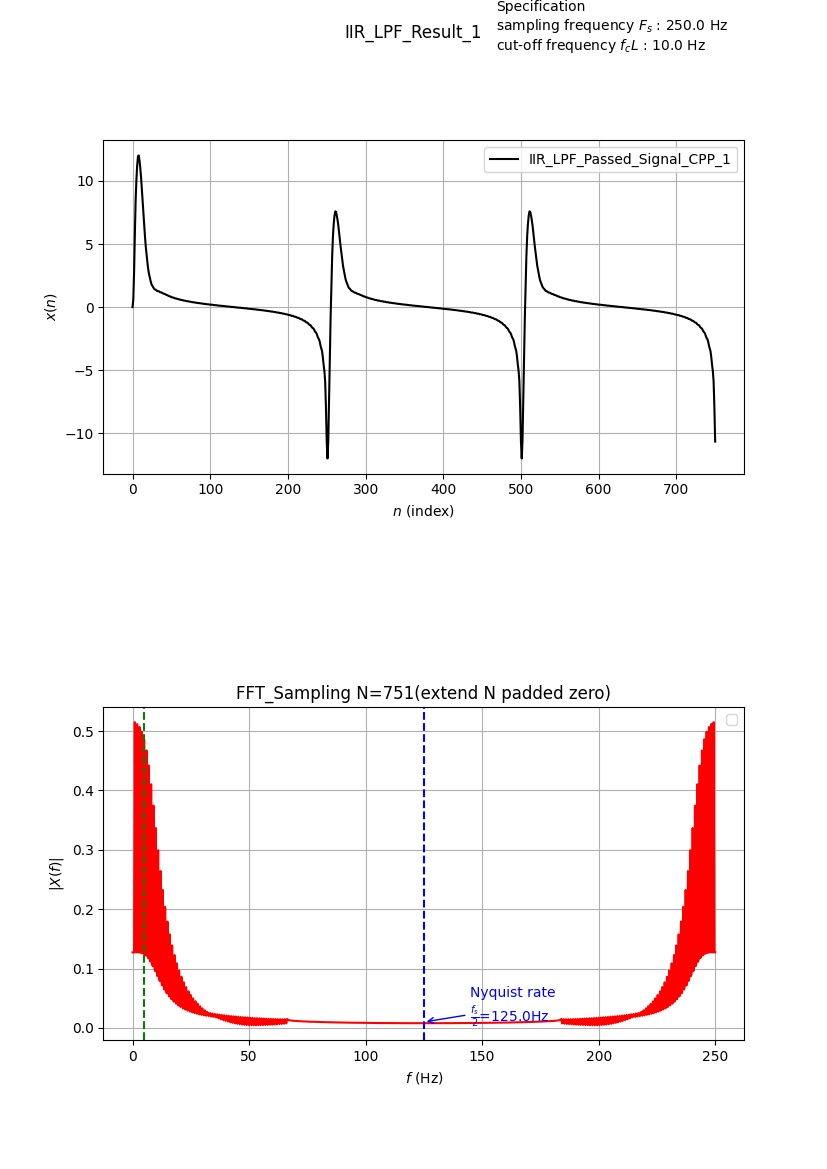 Specification
IIR_LPF_Result_1
sampling frequency F_s : 250.0 Hz
cut-off frequency f_cL : 10.0 Hz
IIR_LPF_Passed_Signal_CPP_1
10
5
0
−5
−10
x(n)
0 100 200 300 400 500 600 700
n (index)
FFT_Sampling N=751(extend N padded zero)
0.5
0.4
0.3
0.2
0.1
0.0
|X(f)|
Nyquist rate
f_s/2=125.0Hz
0 50 100 150 200 250
f (Hz)